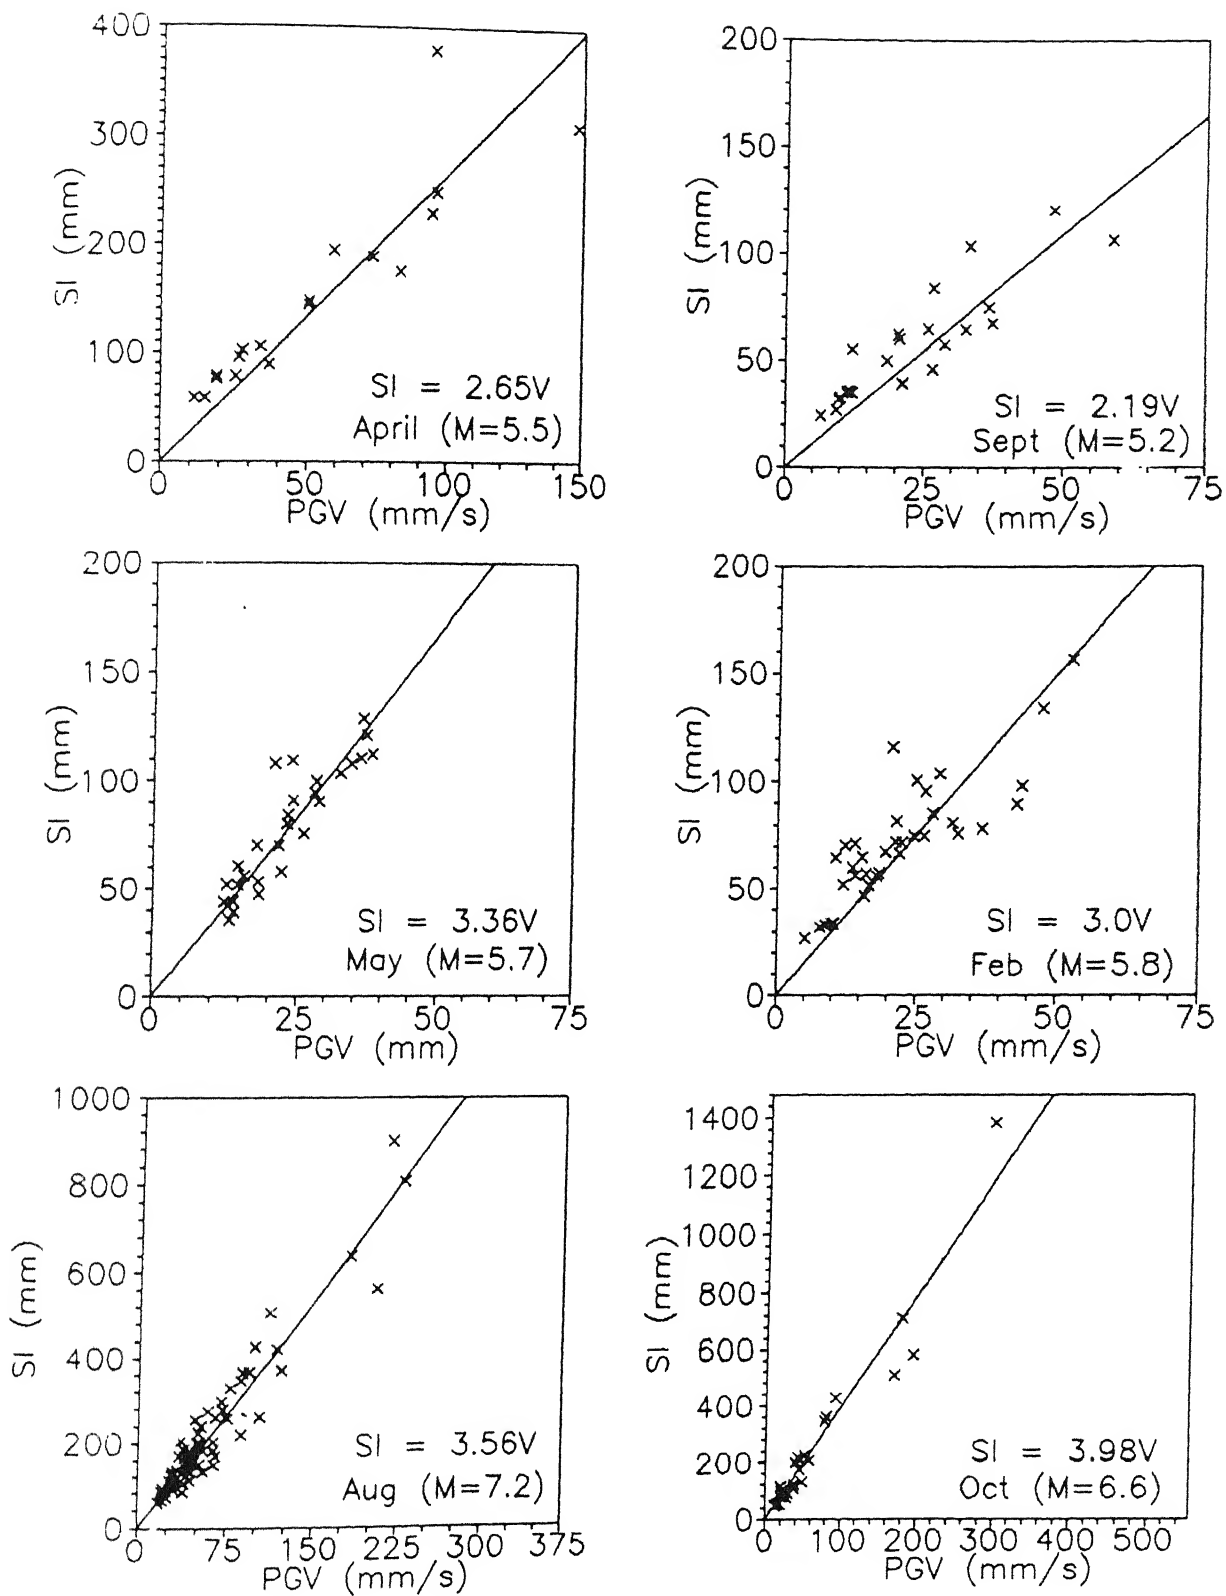 400
300
200
100
0
SI (mm)
SI = 2.65V
April (M=5.5)
0 50 100 150
PGV (mm/s)
200
150
100
50
0
SI (mm)
SI = 2.19V
Sept (M=5.2)
0 25 50 75
PGV (mm/s)
200
150
100
50
0
SI (mm)
SI = 3.36V
May (M=5.7)
0 25 50 75
PGV (mm)
200
150
100
50
0
SI (mm)
SI = 3.0V
Feb (M=5.8)
0 25 50 75
PGV (mm/s)
1000
800
600
400
200
0
SI (mm)
SI = 3.56V
Aug (M=7.2)
0 75 150 225 300 375
PGV (mm/s)
1400
1200
1000
800
600
400
200
0
SI (mm)
SI = 3.98V
Oct (M=6.6)
0 100 200 300 400 500
PGV (mm/s)